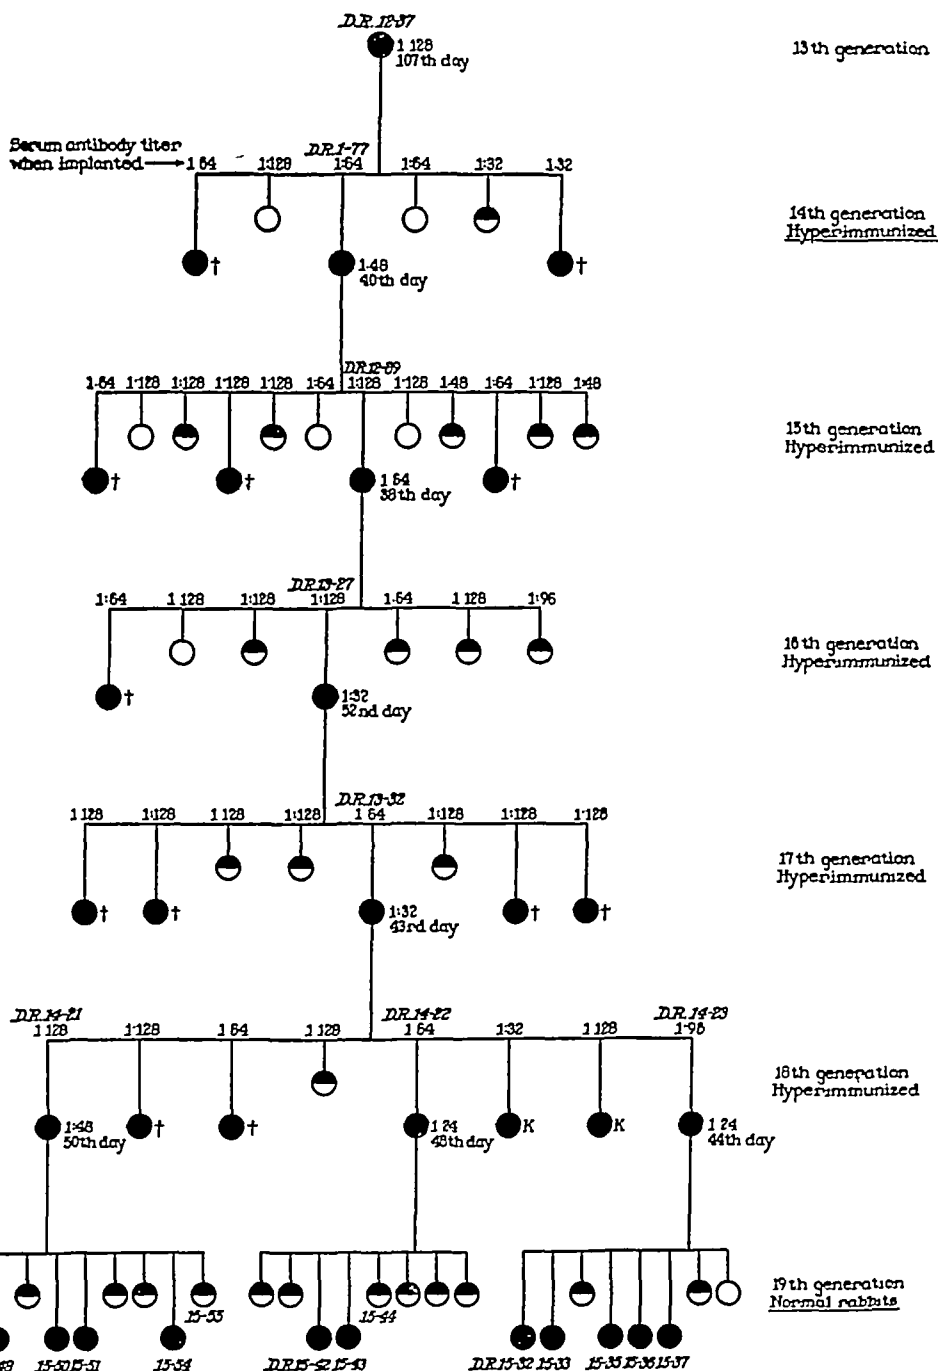 D.R. 12-37
1 128
107th day
13th generation
Serum antibody titer
when implanted
D.R.1-77
1 64 1:128 1:64 1:64 1:32 1:32
14th generation
Hyperimmunized
† 1:48 †
40th day
D.R.12-89
1:64 1:128 1:128 1:128 1:128 1:64 1:128 1:128 1:48 1:64 1:128 1:48
15th generation
Hyperimmunized
† † 1 64 †
38th day
D.R.13-27
1:64 1 128 1:128 1:128 1:64 1 128 1:96
16th generation
Hyperimmunized
† 1:32
52nd day
D.R.13-32
1 128 1:128 1 128 1:128 1 64 1:128 1:128 1:128
17th generation
Hyperimmunized
† † 1:32 † †
43rd day
D.R.14-21 D.R.14-22 D.R.14-23
1 128 1:128 1 64 1 128 1 64 1:32 1 128 1:96
18th generation
Hyperimmunized
1:48 † † 1 24 K K 1 24
50th day 48th day 44th day
19th generation
Normal rabbits
15-55 15-44
15-50 15-51 15-54 D.R.15-42 15-43 D.R.15-32 15-33 15-35 15-36 15-37